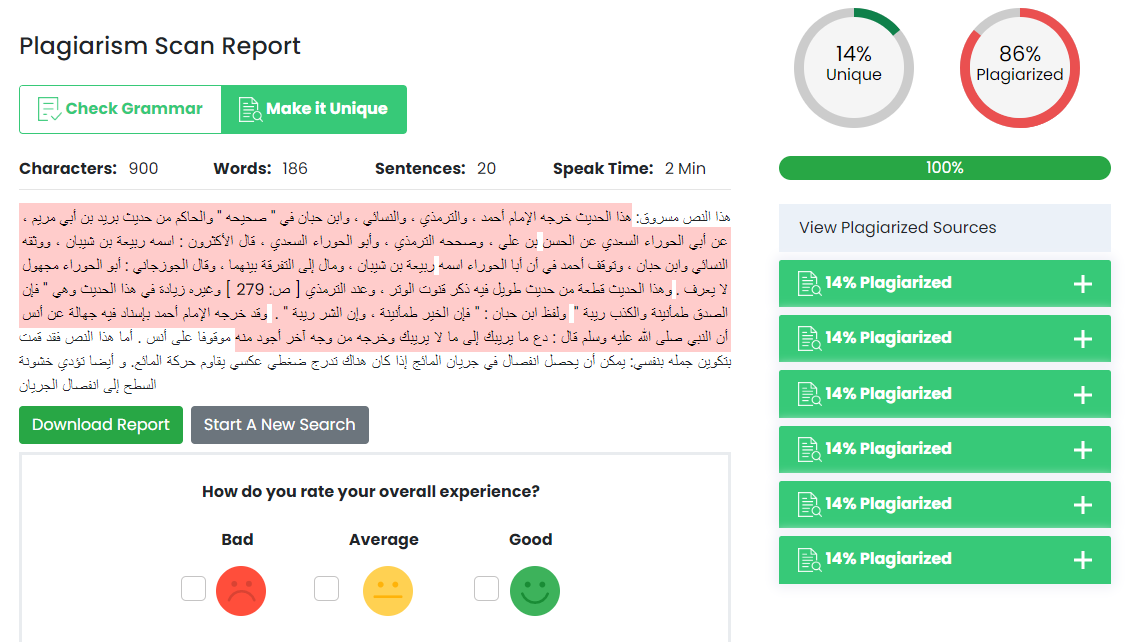 Plagiarism Scan Report
Check Grammar
Make it Unique
Characters: 900 Words: 186 Sentences: 20 Speak Time: 2 Min
هذا النص مسروق: هذا الحديث خرجه الإمام أحمد ، والترمذي ، والنسائي ، وابن حبان في " صحيحه " والحاكم من حديث بريد بن أبي مريم ،
عن أبي الحوراء السعدي عن الحسن بن علي ، وصححه الترمذي ، وأبو الحوراء السعدي ، قال الأكثرون : اسمه ربيعة بن شيبان ، ووثقه
النسائي وابن حبان ، وتوقف أحمد في أن أبا الحوراء اسمه ربيعة بن شيبان ، ومال إلى التفرقة بينهما ، وقال الجوزجاني : أبو الحوراء مجهول
لا يعرف . وهذا الحديث قطعة من حديث طويل فيه ذكر قنوت الوتر ، وعند الترمذي [ ص: 279 ] وغيره زيادة في هذا الحديث وهي " فإن
الصدق طمأنينة والكذب ريبة " ولفظ ابن حبان : " فإن الخير طمأنينة ، وإن الشر ريبة " . وقد خرجه الإمام أحمد بإسناد فيه جهالة عن أنس
أن النبي صلى الله عليه وسلم قال : دع ما يريبك إلى ما لا يريبك وخرجه من وجه آخر أجود منه موقوفا على أنس . أما هذا النص فقد قمت
بتكوين جمله بنفسي: يمكن أن يحصل انفصال في جريان المائج إذا كان هناك تدرج ضغطي عكسي يقاوم حركة المائع. و أيضا تؤدي خشونة
السطح إلى انفصال الجريان
Download Report
Start A New Search
How do you rate your overall experience?
Bad
Average
Good
14%
Unique
86%
Plagiarized
100%
View Plagiarized Sources
14% Plagiarized +
14% Plagiarized +
14% Plagiarized +
14% Plagiarized +
14% Plagiarized +
14% Plagiarized +